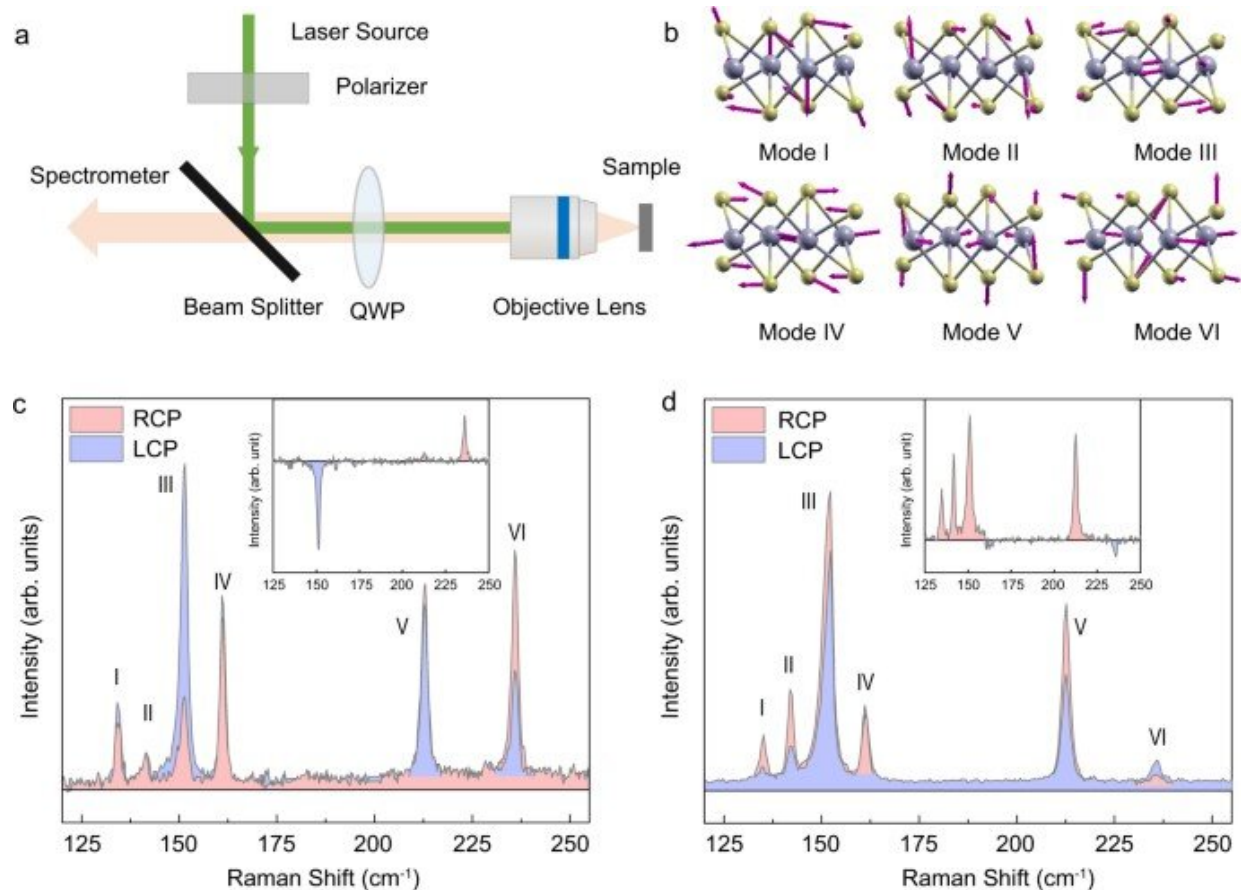 a
Laser Source
Polarizer
Spectrometer
Sample
Beam Splitter
QWP
Objective Lens
b
Mode I
Mode II
Mode III
Mode IV
Mode V
Mode VI
c
RCP
LCP
Intensity (arb. unit)
125 150 175 200 225 250
I
II
III
IV
V
VI
Intensity (arb. units)
125 150 175 200 225 250
Raman Shift (cm⁻¹)
d
RCP
LCP
Intensity (arb. unit)
125 150 175 200 225 250
I
II
III
IV
V
VI
Intensity (arb. units)
125 150 175 200 225 250
Raman Shift (cm⁻¹)